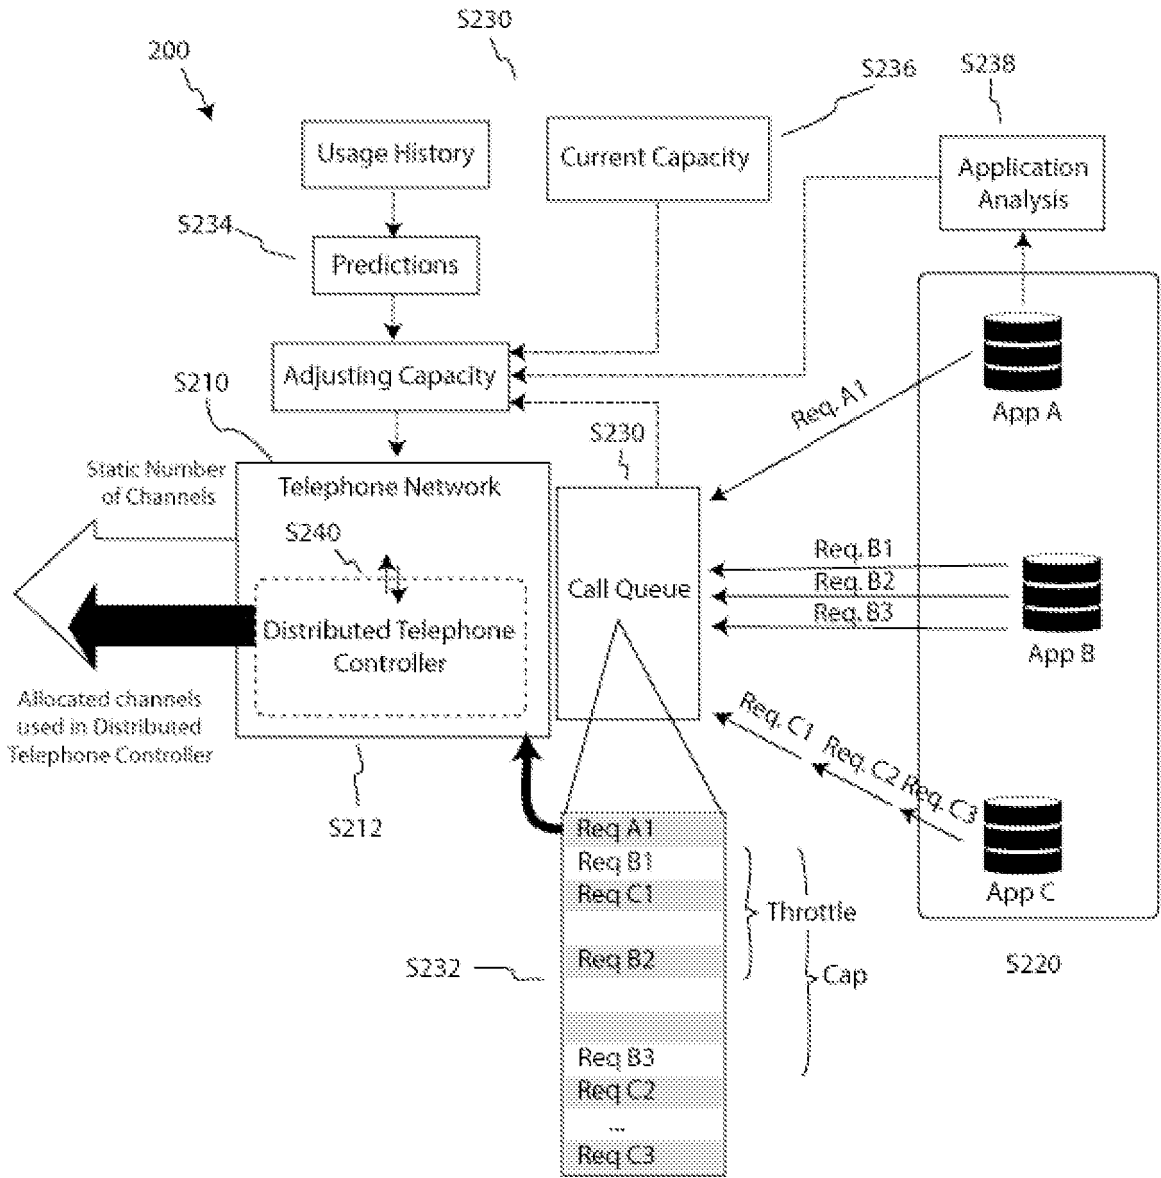 S230
200
S236
S238
Usage History
Current Capacity
Application
Analysis
S234
Predictions
Adjusting Capacity
S210
S230
Req. A1
App A
Static Number
of Channels
Telephone Network
S240
Call Queue
Distributed Telephone
Controller
Req. B1
Req. B2
Req. B3
App B
Allocated channels
used in Distributed
Telephone Controller
S212
Req. C1
Req. C2
Req. C3
App C
S220
Req A1
Req B1
Req C1
Req B2
Req B3
Req C2
...
Req C3
Throttle
Cap
S232